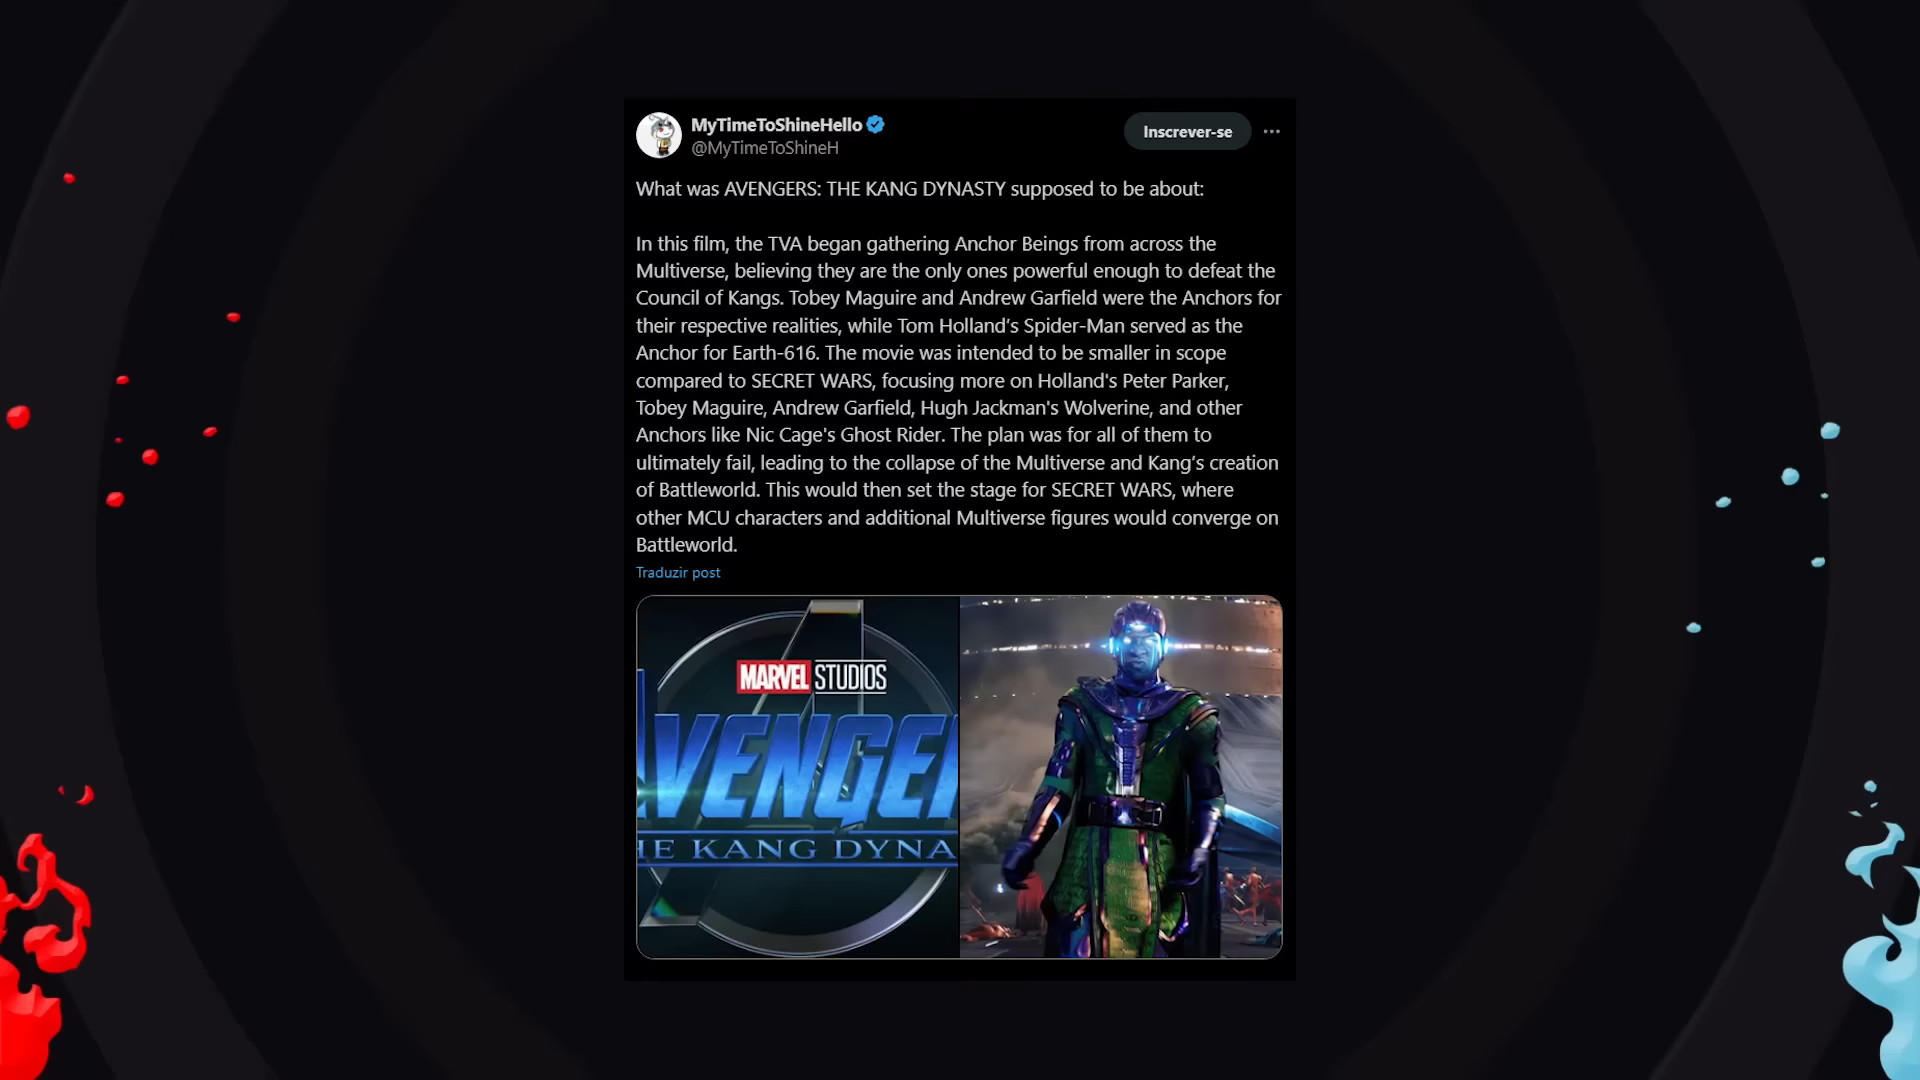 MyTimeToShineHello
@MyTimeToShineH
Inscrever-se
What was AVENGERS: THE KANG DYNASTY supposed to be about:
In this film, the TVA began gathering Anchor Beings from across the
Multiverse, believing they are the only ones powerful enough to defeat the
Council of Kangs. Tobey Maguire and Andrew Garfield were the Anchors for
their respective realities, while Tom Holland’s Spider-Man served as the
Anchor for Earth-616. The movie was intended to be smaller in scope
compared to SECRET WARS, focusing more on Holland's Peter Parker,
Tobey Maguire, Andrew Garfield, Hugh Jackman's Wolverine, and other
Anchors like Nic Cage's Ghost Rider. The plan was for all of them to
ultimately fail, leading to the collapse of the Multiverse and Kang’s creation
of Battleworld. This would then set the stage for SECRET WARS, where
other MCU characters and additional Multiverse figures would converge on
Battleworld.
Traduzir post
MARVEL STUDIOS
AVENGE
HE KANG DYNA